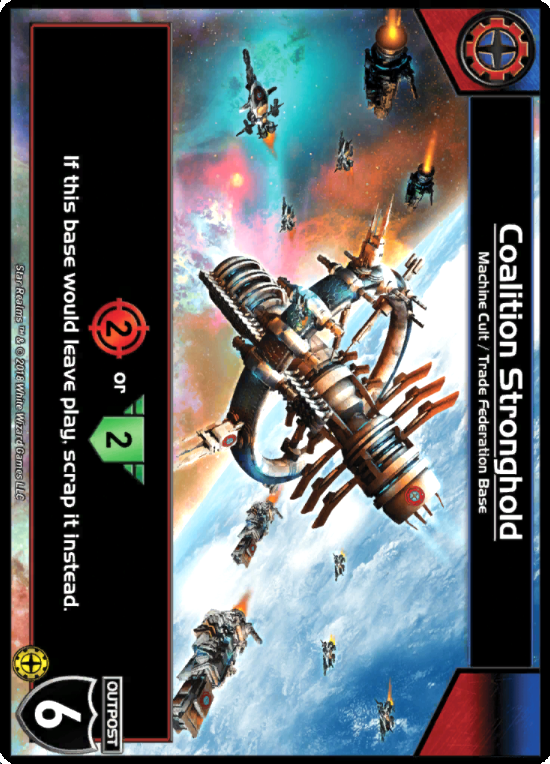 Coalition Stronghold
Machine Cult / Trade Federation Base
2 or 2
If this base would leave play, scrap it instead.
OUTPOST
6
Star Realms ™ & © 2018 White Wizard Games LLC